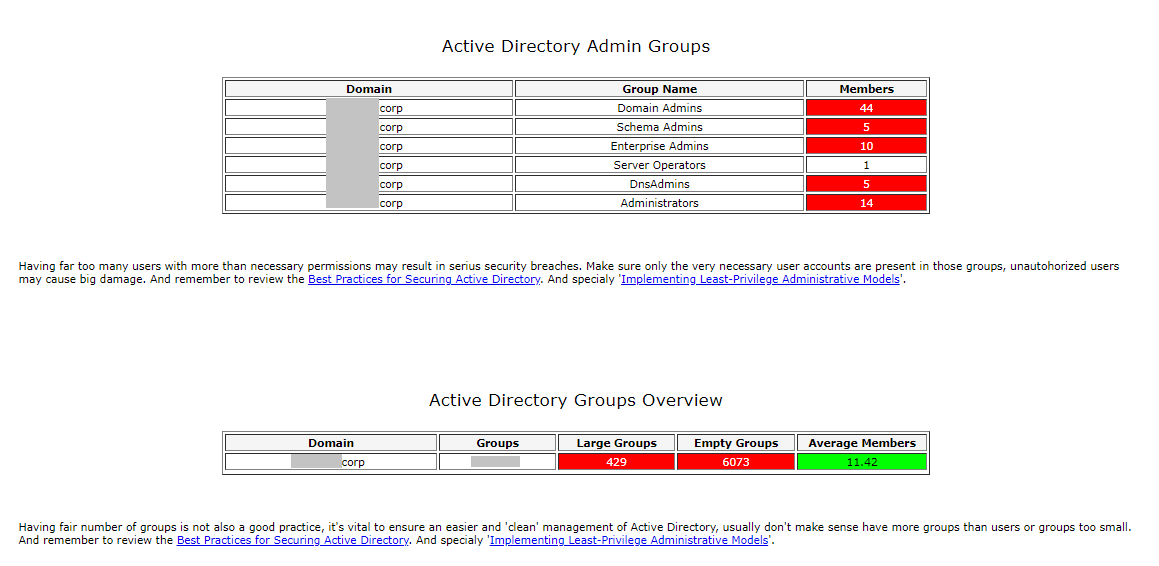 Active Directory Admin Groups
Domain Group Name Members
corp Domain Admins 44
corp Schema Admins 5
corp Enterprise Admins 10
corp Server Operators 1
corp DnsAdmins 5
corp Administrators 14
Having far too many users with more than necessary permissions may result in serius security breaches. Make sure only the very necessary user accounts are present in those groups, unautohorized users
may cause big damage. And remember to review the Best Practices for Securing Active Directory. And specialy 'Implementing Least-Privilege Administrative Models'.
Active Directory Groups Overview
Domain Groups Large Groups Empty Groups Average Members
corp 429 6073 11.42
Having fair number of groups is not also a good practice, it's vital to ensure an easier and 'clean' management of Active Directory, usually don't make sense have more groups than users or groups too small.
And remember to review the Best Practices for Securing Active Directory. And specialy 'Implementing Least-Privilege Administrative Models'.